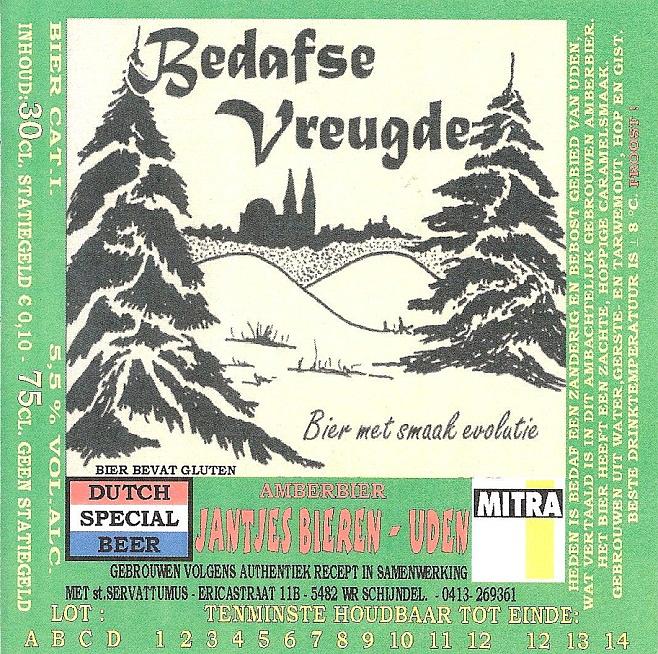 Bedafse
Vreugde
Bier met smaak evolutie
BIER BEVAT GLUTEN
DUTCH
SPECIAL
BEER
AMBERBIER
JANTJES BIEREN - UDEN
MITRA
GEBROUWEN VOLGENS AUTHENTIEK RECEPT IN SAMENWERKING
MET st.SERVATTUMUS - ERICASTRAAT 11B - 5482 WR SCHIJNDEL. - 0413- 269361
LOT : TENMINSTE HOUDBAAR TOT EINDE:
A B C D 1 2 3 4 5 6 7 8 9 10 11 12 12 13 14
BIER CAT.I. 5,5 % VOL.ALC.
INHOUD: 30CL. STATIEGELD € 0,10 - 75CL. GEEN STATIEGELD
HEDEN IS BEDAF EEN ZANDERIG EN BEBOST GEBIED VAN UDEN,
WAT VERTAALD IS IN DIT AMBACHTELIJK GEBROUWEN AMBERBIER.
HET BIER HEEFT EEN ZACHTE, HOPPIGE CARAMELSMAAK.
GEBROUWEN UIT WATER,GERSTE- EN TARWEMOUT, HOP EN GIST.
BESTE DRINKTEMPERATUUR IS : 8 °C. PROOST !